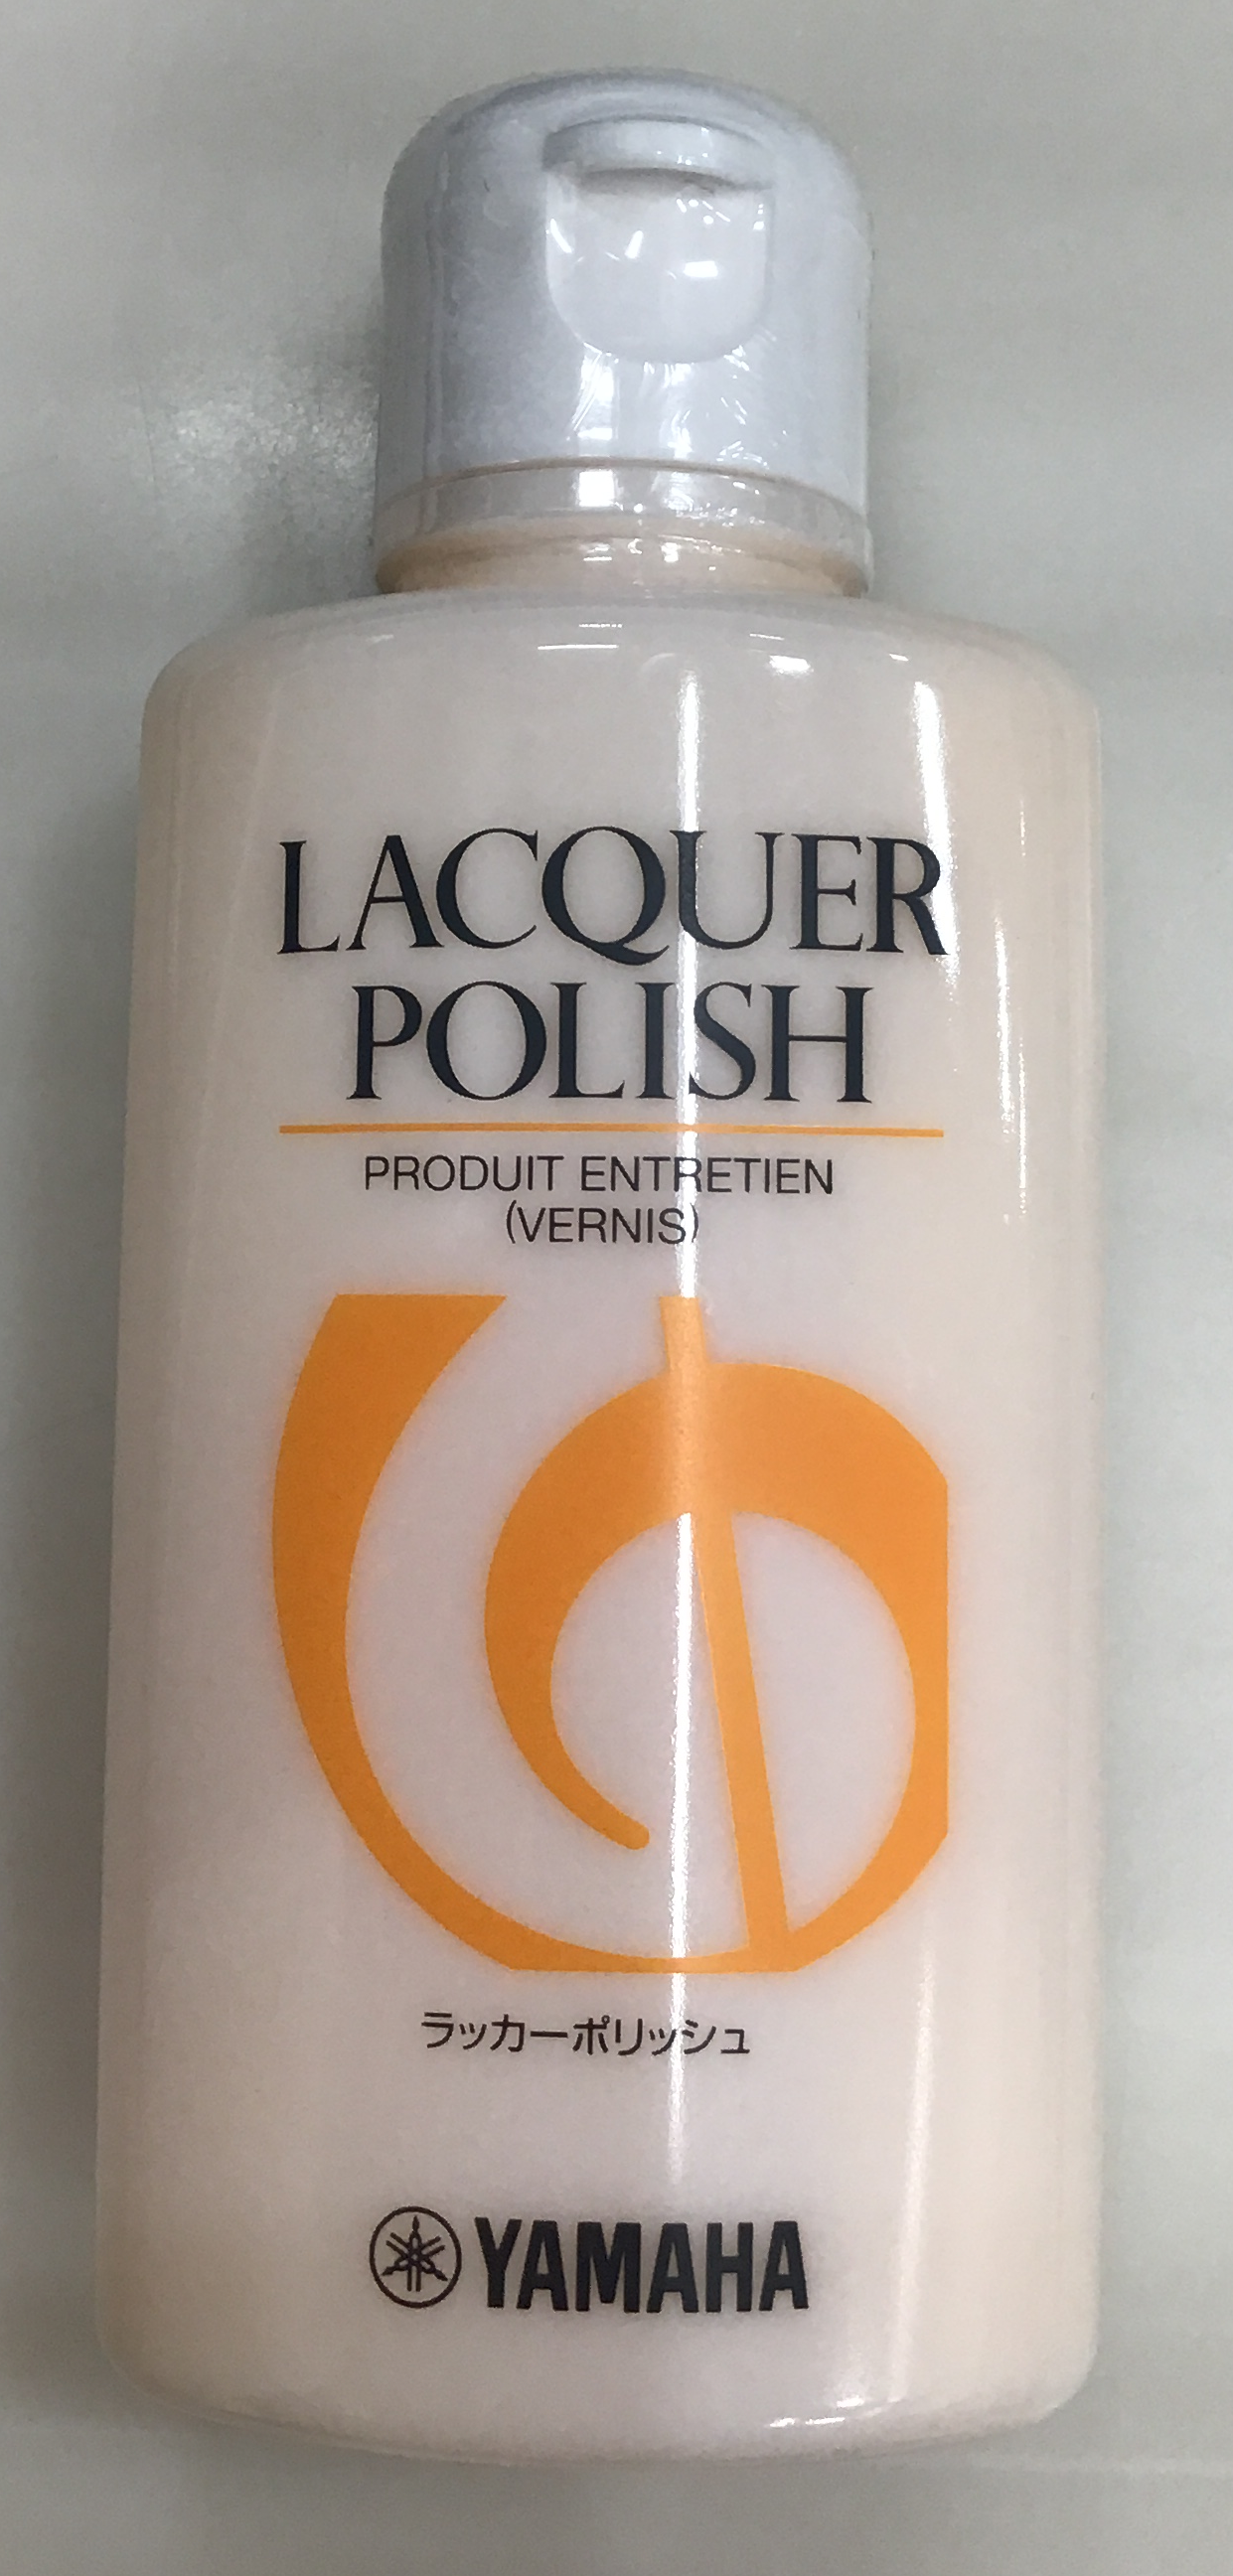 LACQUER
POLISH
PRODUIT ENTRETIEN
(VERNIS)
ラッカーポリッシュ
YAMAHA